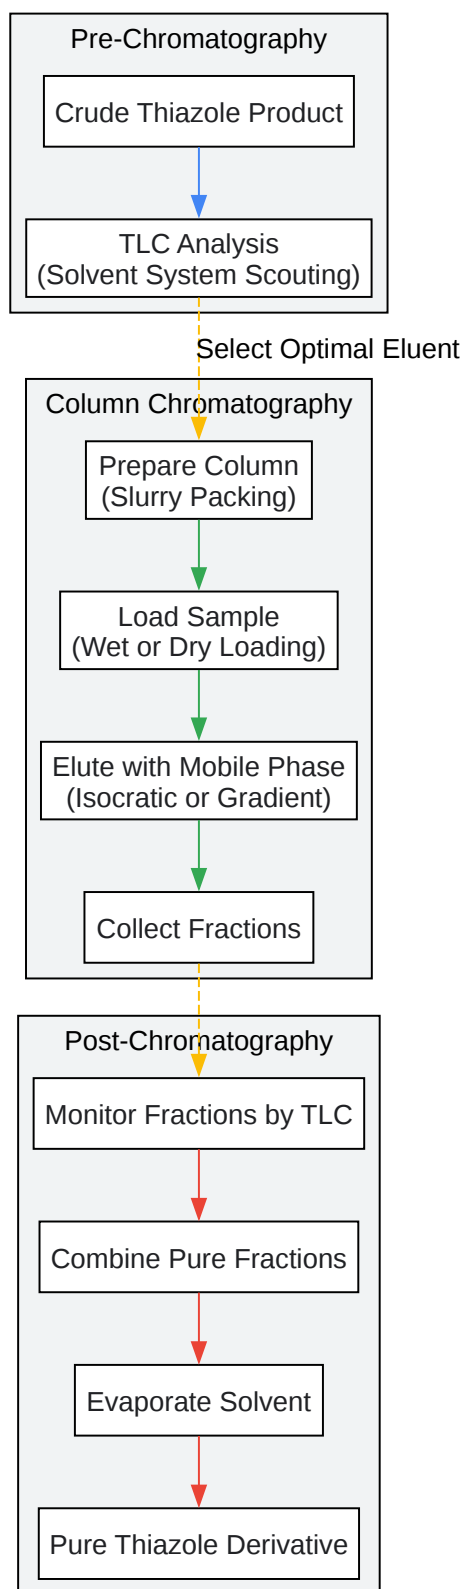 Pre-Chromatography
Crude Thiazole Product
TLC Analysis
(Solvent System Scouting)
Select Optimal Eluent
Column Chromatography
Prepare Column
(Slurry Packing)
Load Sample
(Wet or Dry Loading)
Elute with Mobile Phase
(Isocratic or Gradient)
Collect Fractions
Post-Chromatography
Monitor Fractions by TLC
Combine Pure Fractions
Evaporate Solvent
Pure Thiazole Derivative